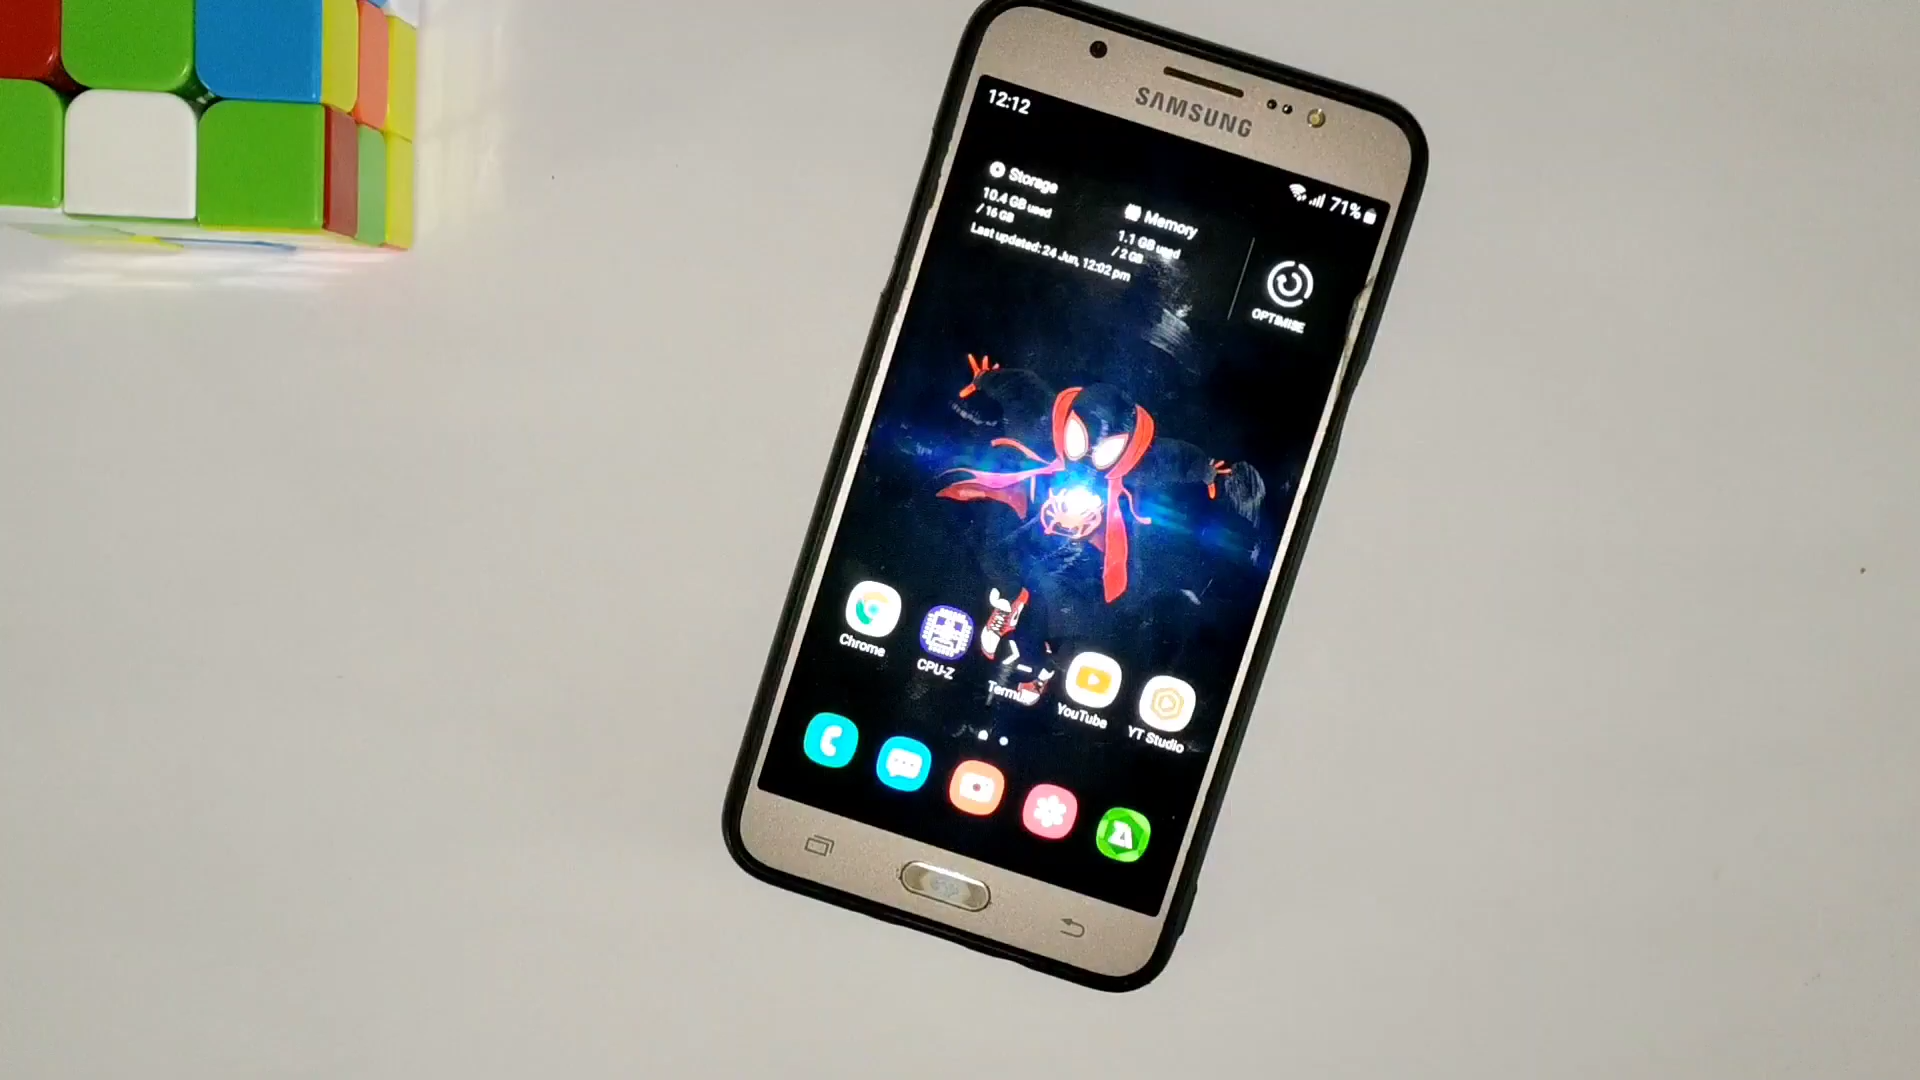 SAMSUNG
12:12
71%
Storage
10.4 GB used
/ 16 GB
Memory
1.1 GB used
/ 2 GB
Last updated: 24 Jun, 12:02 pm
OPTIMISE
Chrome
CPU-Z
YouTube
YT Studio